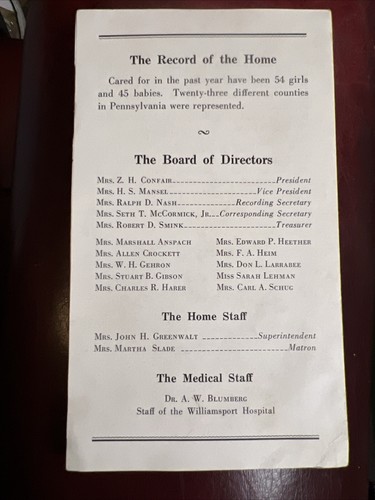 The Record of the Home
Cared for in the past year have been 54 girls
and 45 babies. Twenty-three different counties
in Pennsylvania were represented.
The Board of Directors
Mrs. Z. H. Confair President
Mrs. H. S. Mansel Vice President
Mrs. Ralph D. Nash Recording Secretary
Mrs. Seth T. McCormick, Jr. Corresponding Secretary
Mrs. Robert D. Smink Treasurer
Mrs. Marshall Anspach Mrs. Edward P. Heether
Mrs. Allen Crockett Mrs. F. A. Heim
Mrs. W. H. Gehron Mrs. Don L. Larrabee
Mrs. Stuart B. Gibson Miss Sarah Lehman
Mrs. Charles R. Harer Mrs. Carl A. Schug
The Home Staff
Mrs. John H. Greenwalt Superintendent
Mrs. Martha Slade Matron
The Medical Staff
Dr. A. W. Blumberg
Staff of the Williamsport Hospital